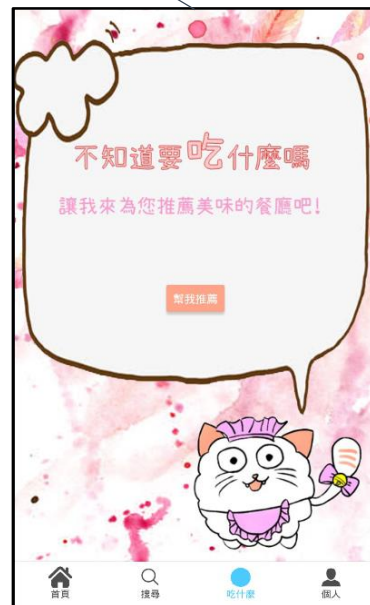 不知道要吃什麼嗎
讓我來為您推薦美味的餐廳吧!
幫我推薦
首頁
搜尋
吃什麼
個人